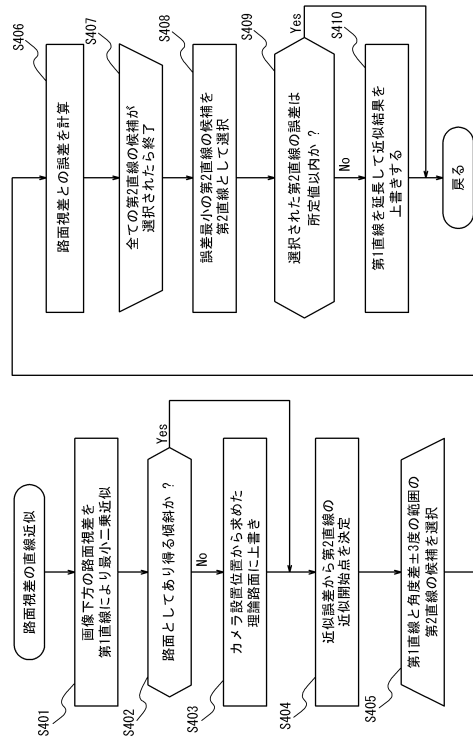 路面視差の直線近似
S401
画像下方の路面視差を
第1直線により最小二乗近似
S402
路面としてあり得る傾斜か？
Yes
No
S403
カメラ設置位置から求めた
理論路面に上書き
S404
近似誤差から第2直線の
近似開始点を決定
S405
第1直線と角度差±3度の範囲の
第2直線の候補を選択
S406
路面視差との誤差を計算
S407
全ての第2直線の候補が
選択されたら終了
S408
誤差最小の第2直線の候補を
第2直線として選択
S409
選択された第2直線の誤差は
所定値以内か？
Yes
No
S410
第1直線を延長して近似結果を
上書きする
戻る